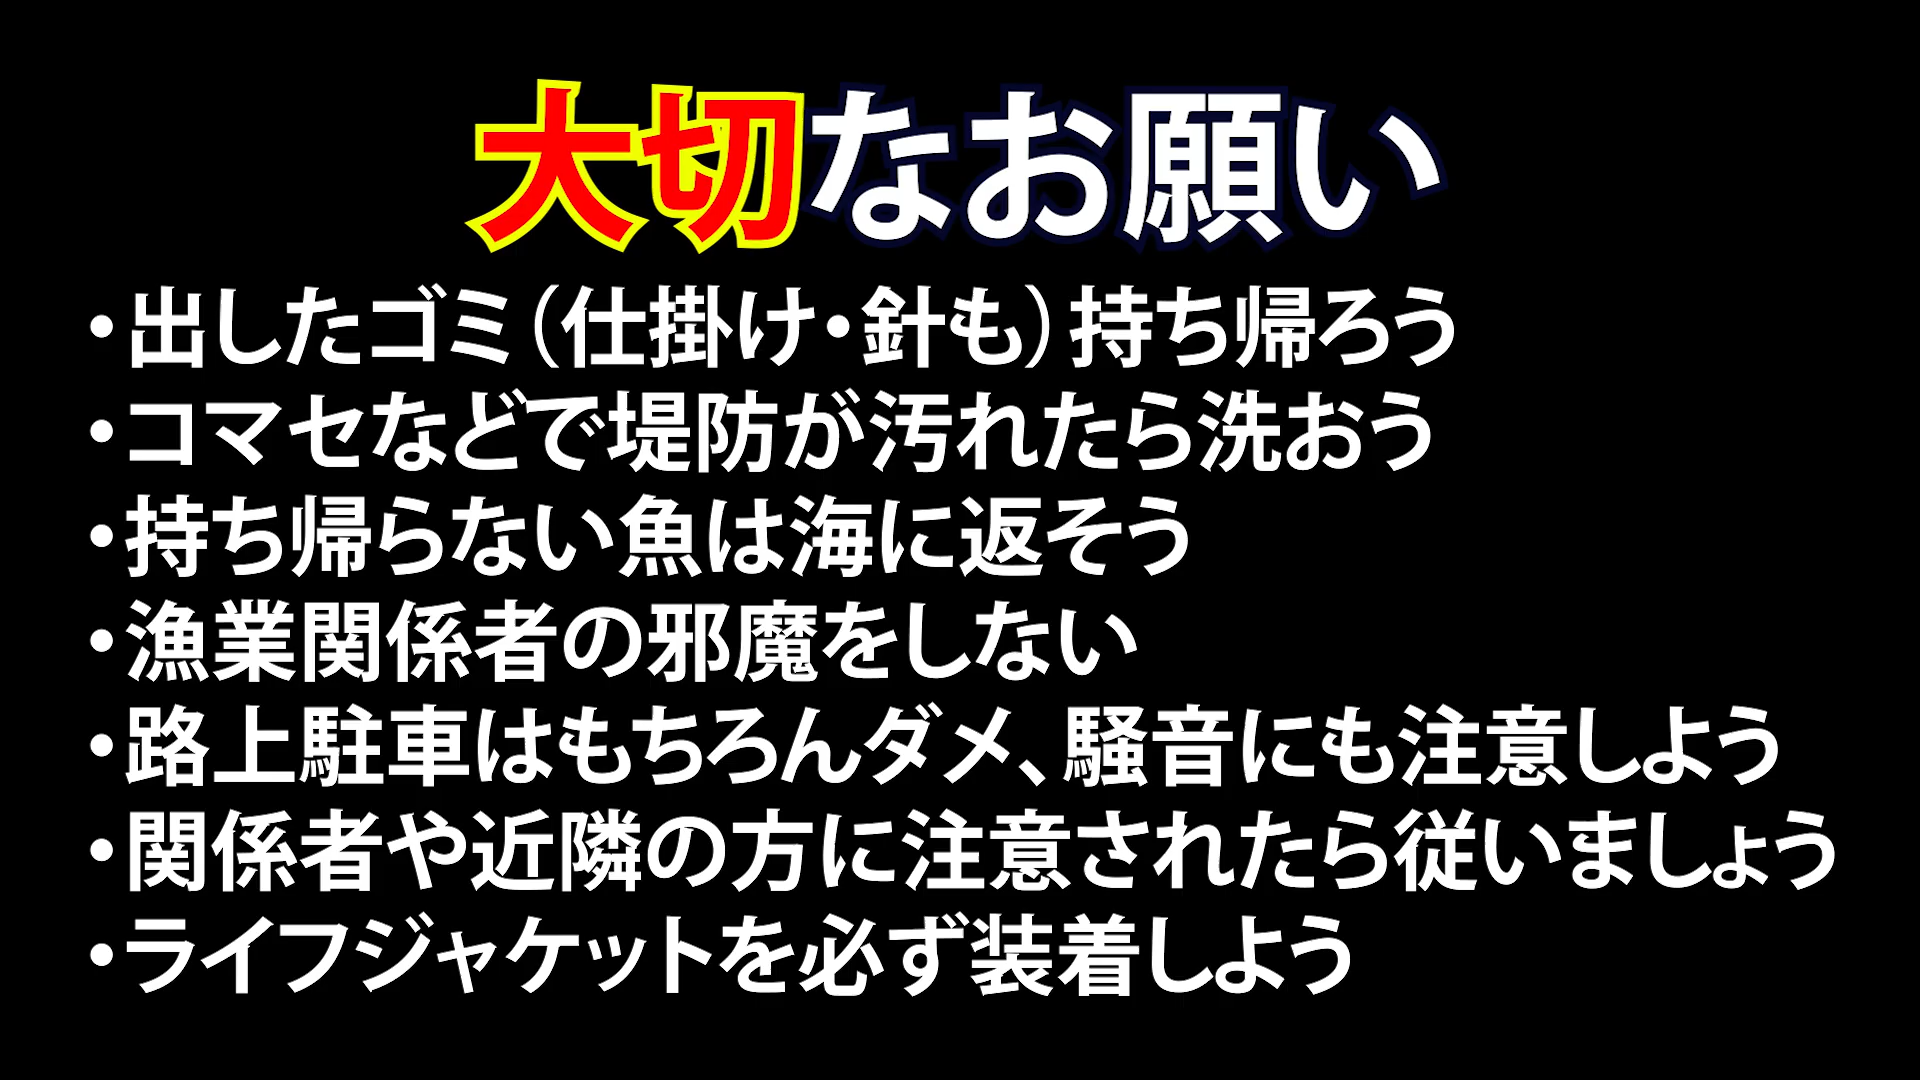 大切なお願い
・出したゴミ（仕掛け・針も）持ち帰ろう
・コマセなどで堤防が汚れたら洗おう
・持ち帰らない魚は海に返そう
・漁業関係者の邪魔をしない
・路上駐車はもちろんダメ、騒音にも注意しよう
・関係者や近隣の方に注意されたら従いましょう
・ライフジャケットを必ず装着しよう